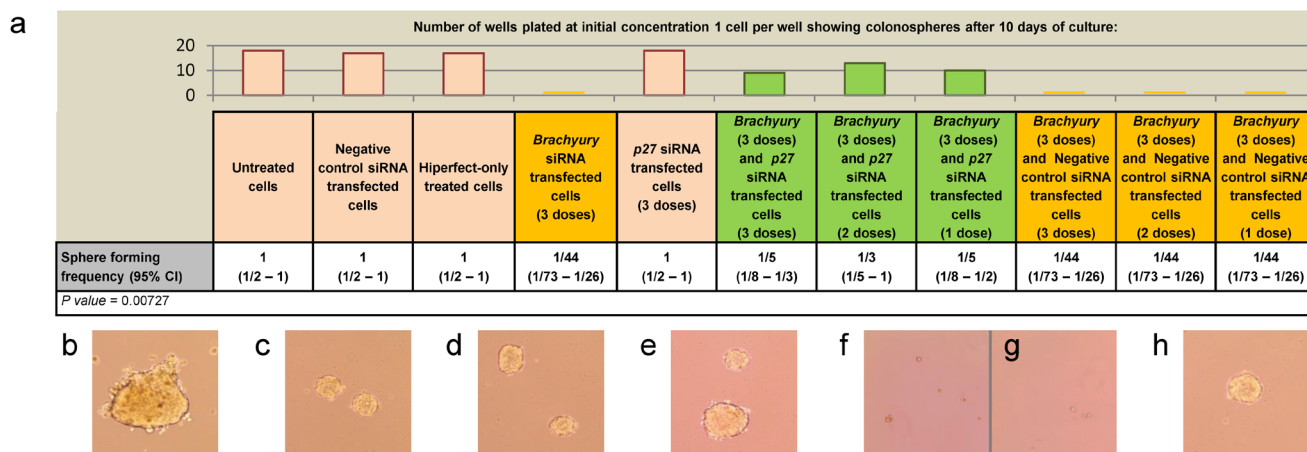 a
Number of wells plated at initial concentration 1 cell per well showing colonospheres after 10 days of culture:
20
10
0
Untreated
cells
Negative
control siRNA
transfected
cells
Hiperfect-only
treated cells
Brachyury
siRNA
transfected
cells
(3 doses)
p27 siRNA
transfected
cells
(3 doses)
Brachyury
(3 doses)
and p27
siRNA
transfected
cells
(3 doses)
Brachyury
(3 doses)
and p27
siRNA
transfected
cells
(2 doses)
Brachyury
(3 doses)
and p27
siRNA
transfected
cells
(1 dose)
Brachyury
(3 doses)
and Negative
control siRNA
transfected
cells
(3 doses)
Brachyury
(3 doses)
and Negative
control siRNA
transfected
cells
(2 doses)
Brachyury
(3 doses)
and Negative
control siRNA
transfected
cells
(1 dose)
Sphere forming
frequency (95% CI)
1
(1/2 – 1)
1
(1/2 – 1)
1
(1/2 – 1)
1/44
(1/73 – 1/26)
1
(1/2 – 1)
1/5
(1/8 – 1/3)
1/3
(1/5 – 1)
1/5
(1/8 – 1/2)
1/44
(1/73 – 1/26)
1/44
(1/73 – 1/26)
1/44
(1/73 – 1/26)
P value = 0.00727
b
c
d
e
f
g
h